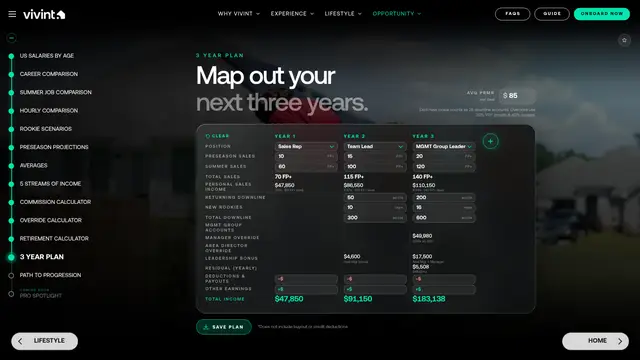 vivint
WHY VIVINT
EXPERIENCE
LIFESTYLE
OPPORTUNITY
FAQS
GUIDE
ONBOARD NOW
US SALARIES BY AGE
CAREER COMPARISON
SUMMER JOB COMPARISON
HOURLY COMPARISON
ROOKIE SCENARIOS
PRESEASON PROJECTIONS
AVERAGES
5 STREAMS OF INCOME
COMMISSION CALCULATOR
OVERRIDE CALCULATOR
RETIREMENT CALCULATOR
3 YEAR PLAN
PATH TO PROGRESSION
PRO SPOTLIGHT
3 YEAR PLAN
Map out your
next three years.
AVG PRMR
$ 85
CLEAR YEAR 1 YEAR 2 YEAR 3
POSITION Sales Rep Team Lead MGMT Group Leader
PRESEASON SALES 10 15 20
SUMMER SALES 60 100 120
TOTAL SALES 70 FP+ 115 FP+ 140 FP+
PERSONAL SALES INCOME $47,850 $86,550 $110,150
RETURNING DOWNLINE 50 200
NEW ROOKIES 10 16
TOTAL DOWNLINE 300 600
MGMT GROUP ACCOUNTS
MANAGER OVERRIDE $49,980
AREA DIRECTOR OVERRIDE
LEADERSHIP BONUS $4,600 $17,500
RESIDUAL (YEARLY) $5,508
DEDUCTIONS & PAYOUTS -$ -$ -$
OTHER EARNINGS +$ +$ +$
TOTAL INCOME $47,850 $91,150 $183,138
SAVE PLAN
LIFESTYLE
HOME